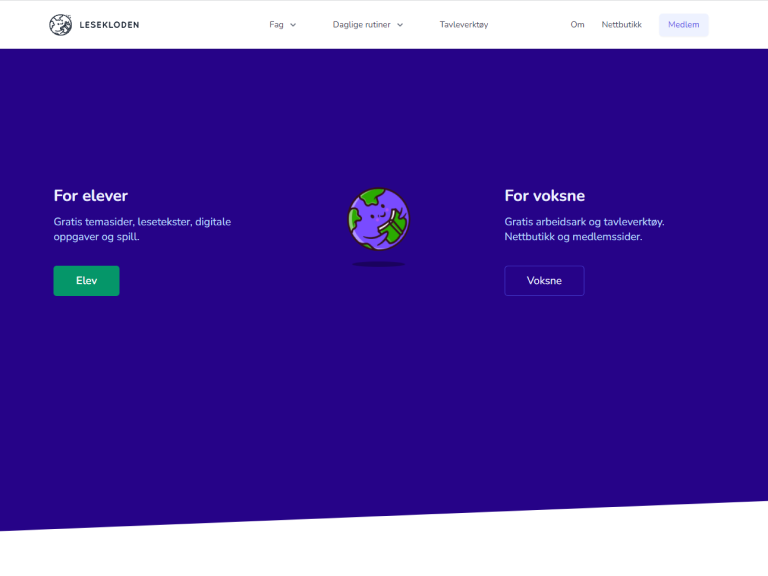 LESEKLODEN
Fag
Daglige rutiner
Tavleverktøy
Om
Nettbutikk
Medlem
For elever
Gratis temasider, lesetekster, digitale
oppgaver og spill.
Elev
For voksne
Gratis arbeidsark og tavleverktøy.
Nettbutikk og medlemssider.
Voksne